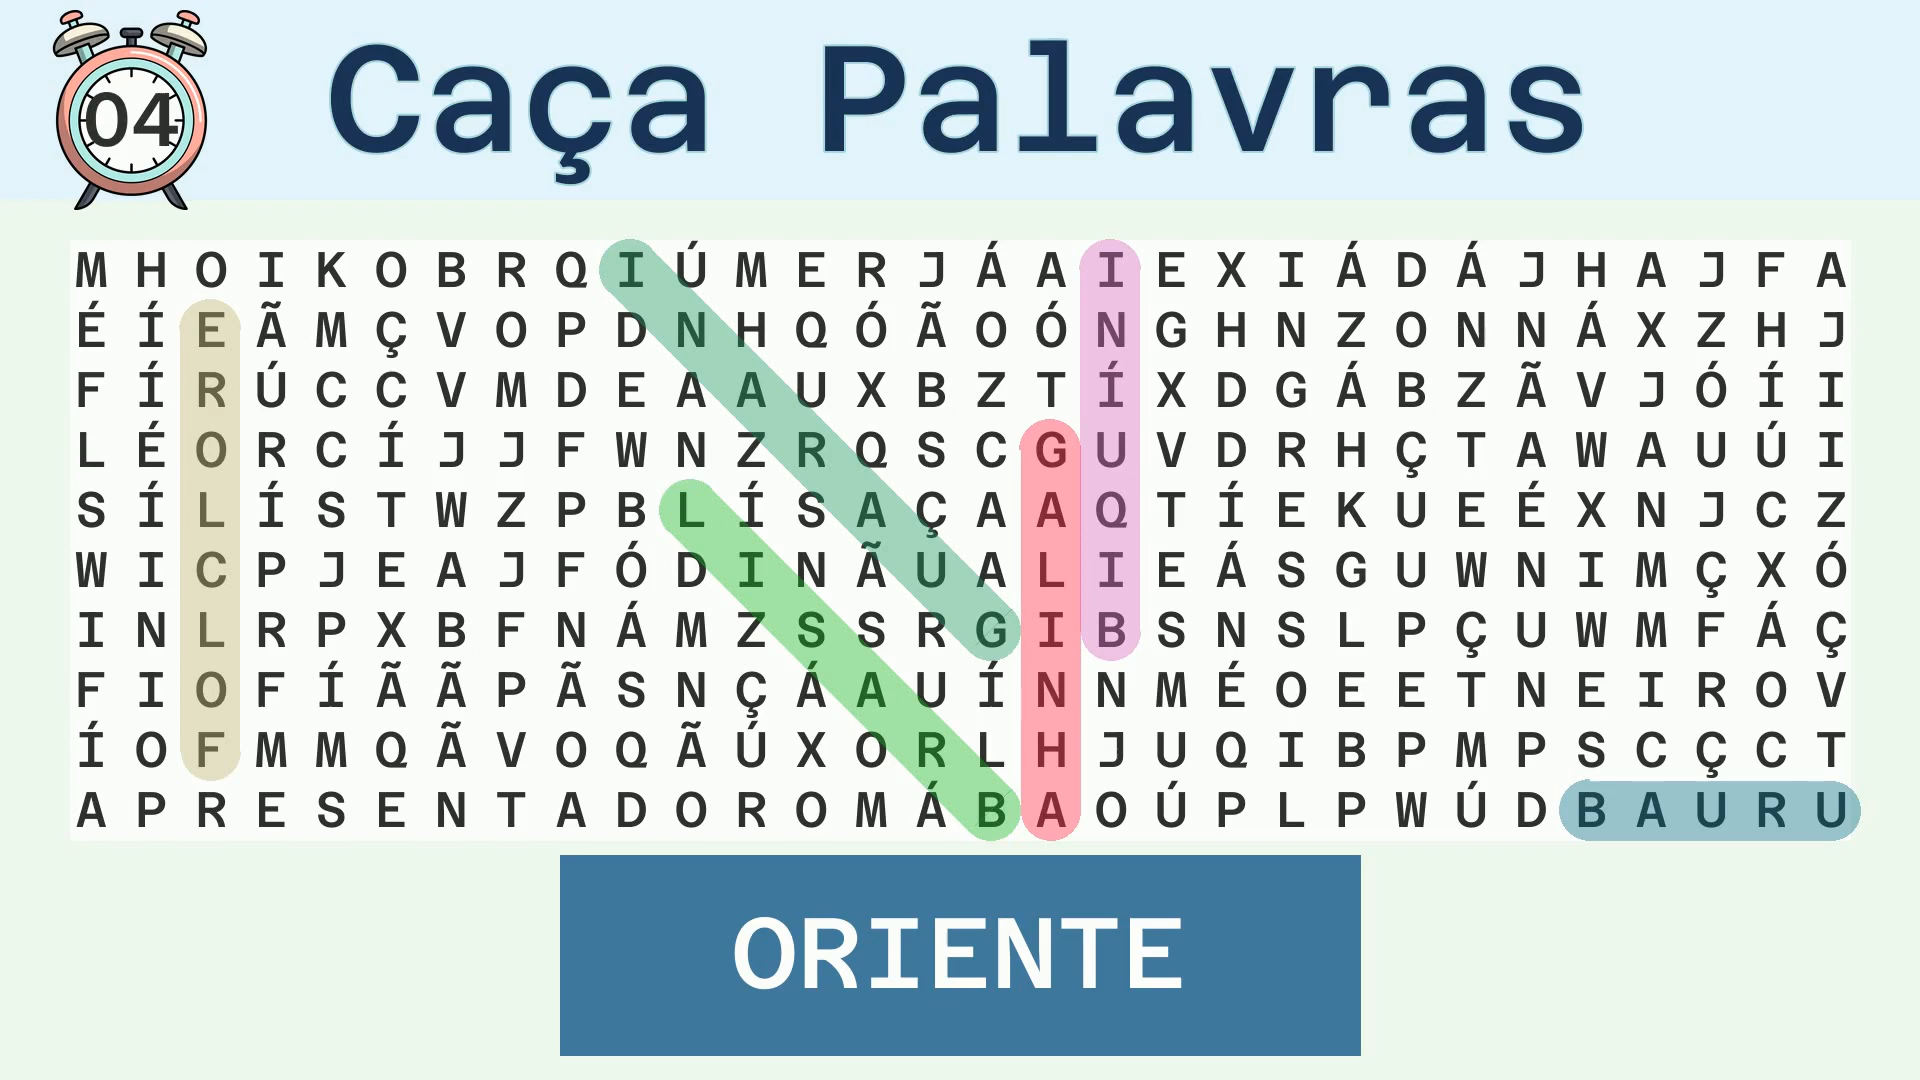 04
Caça Palavras
M H O I K O B R Q I Ú M E R J Á A I E X I Á D Á J H A J F A
É Í E Ã M Ç V O P D N H Q Ó Ã O Ó N G H N Z O N N Á X Z H J
F Í R Ú C C V M D E A A U X B Z T Í X D G Á B Z Ã V J Ó Í I
L É O R C Í J J F W N Z R Q S C G U V D R H Ç T A W A U Ú I
S Í L Í S T W Z P B L Í S A Ç A A Q T Í E K U E É X N J C Z
W I C P J E A J F Ó D I N Ã U A L I E Á S G U W N I M Ç X Ó
I N L R P X B F N Á M Z S S R G I B S N S L P Ç U W M F Á Ç
F I O F Í Ã Ã P Ã S N Ç Á A U Í N N M É O E E T N E I R O V
Í O F M M Q Ã V O Q Ã Ú X O R L H J U Q I B P M P S C Ç C T
A P R E S E N T A D O R O M Á B A O Ú P L P W Ú D B A U R U
ORIENTE